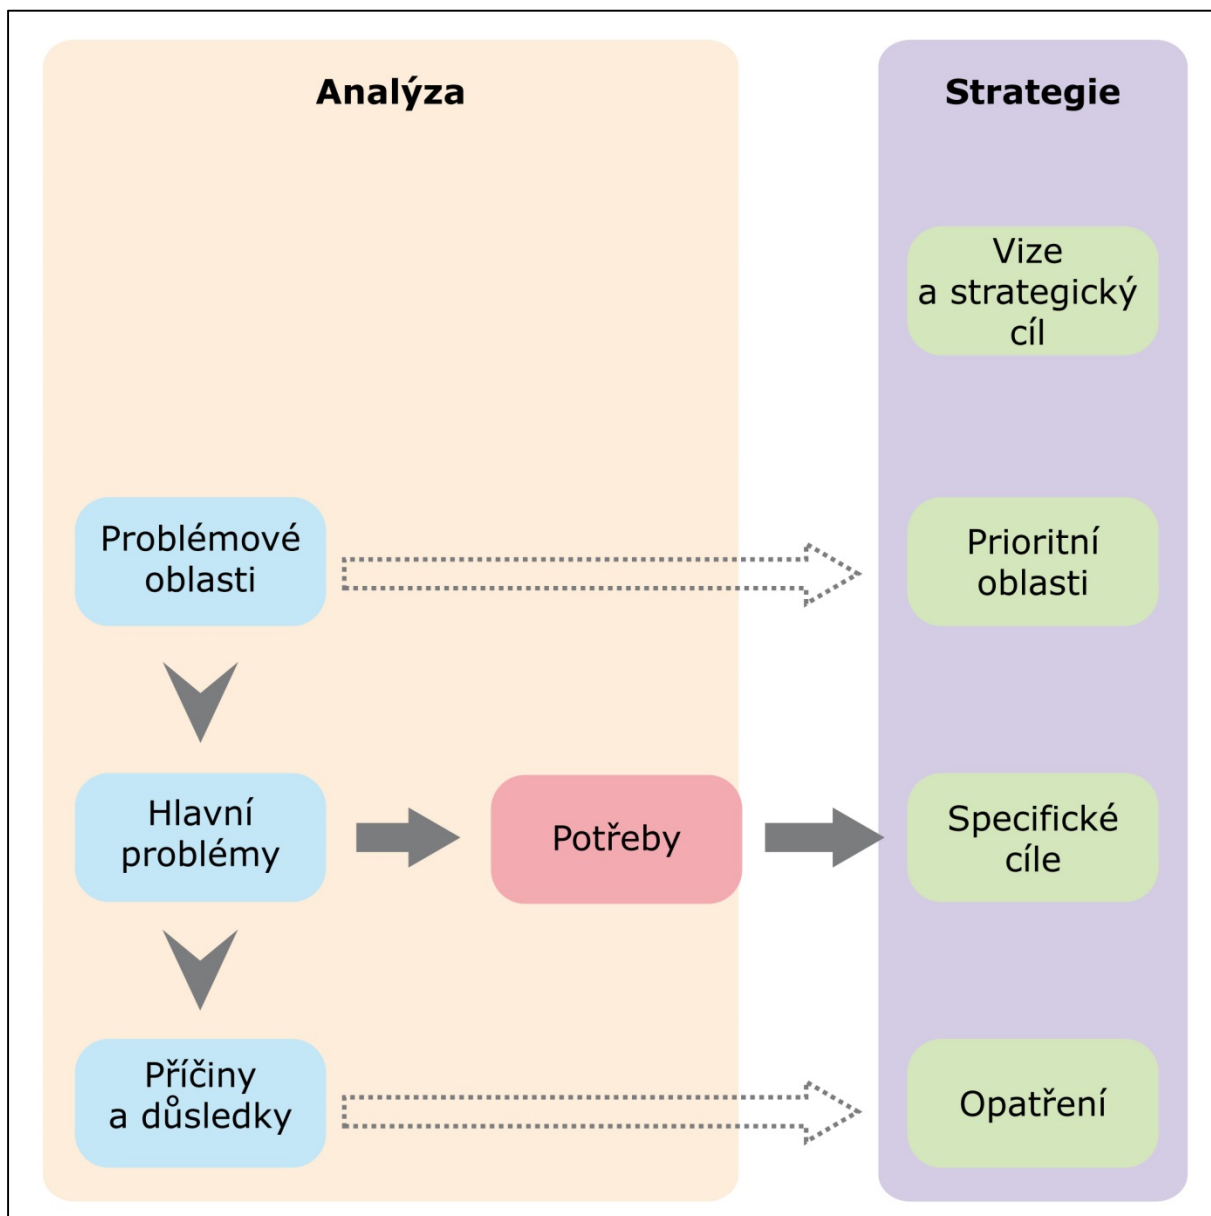 Analýza
Strategie
Vize
a strategický
cíl
Problémové
oblasti
Prioritní
oblasti
Hlavní
problémy
Potřeby
Specifické
cíle
Příčiny
a důsledky
Opatření